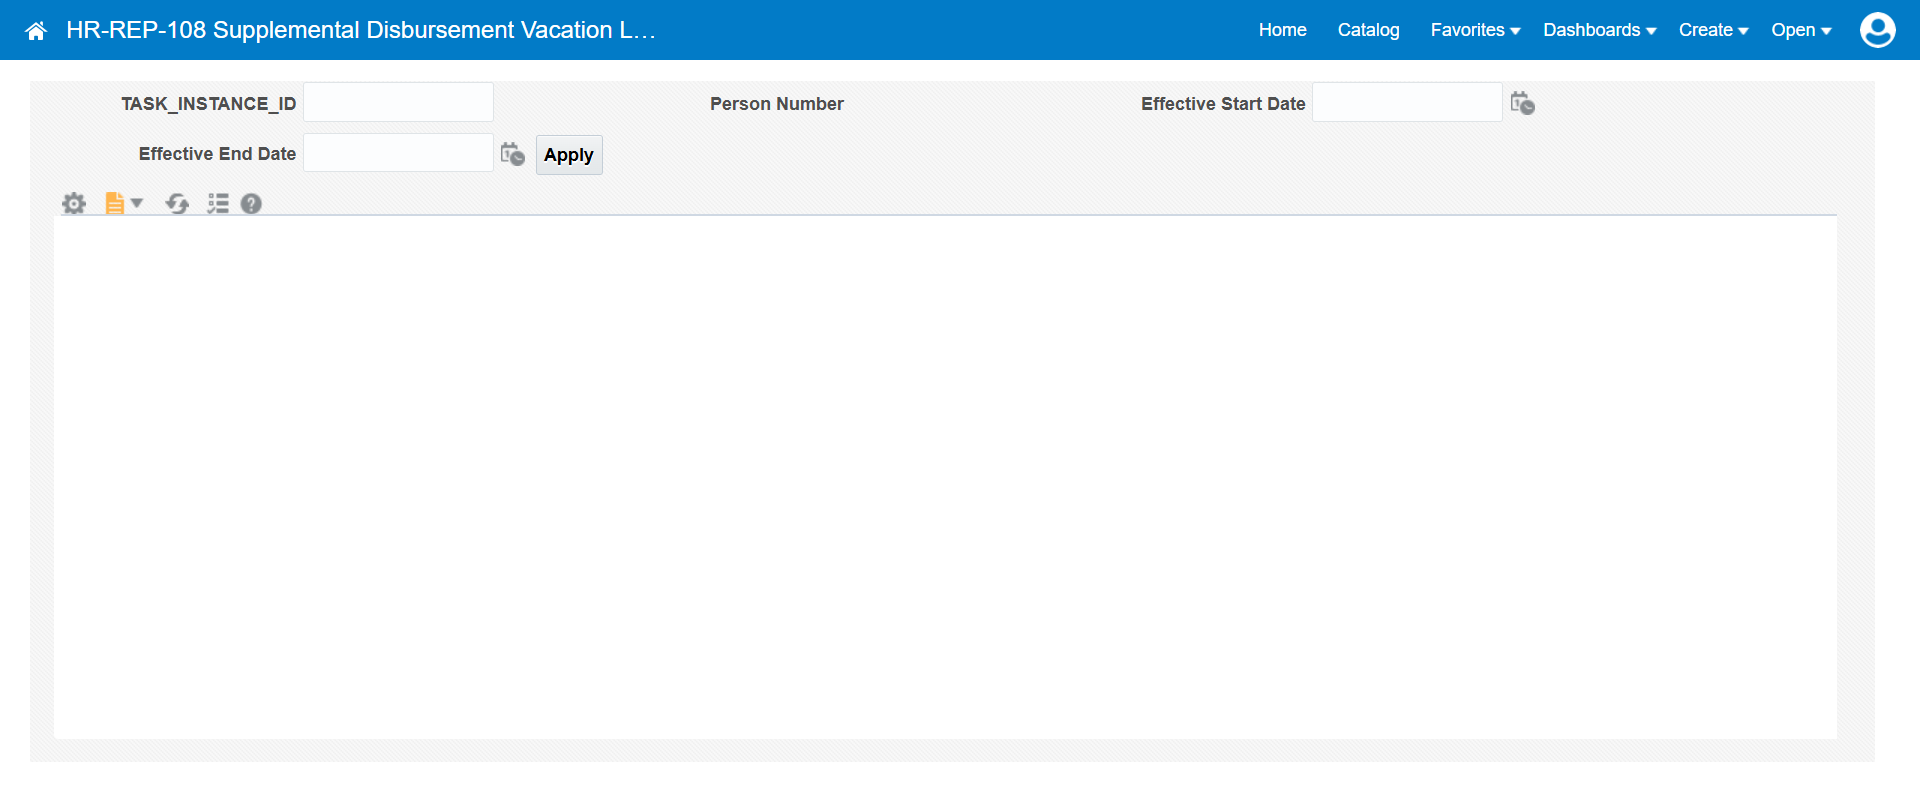 HR-REP-108 Supplemental Disbursement Vacation L...
Home Catalog Favorites Dashboards Create Open
TASK_INSTANCE_ID Person Number Effective Start Date
Effective End Date Apply